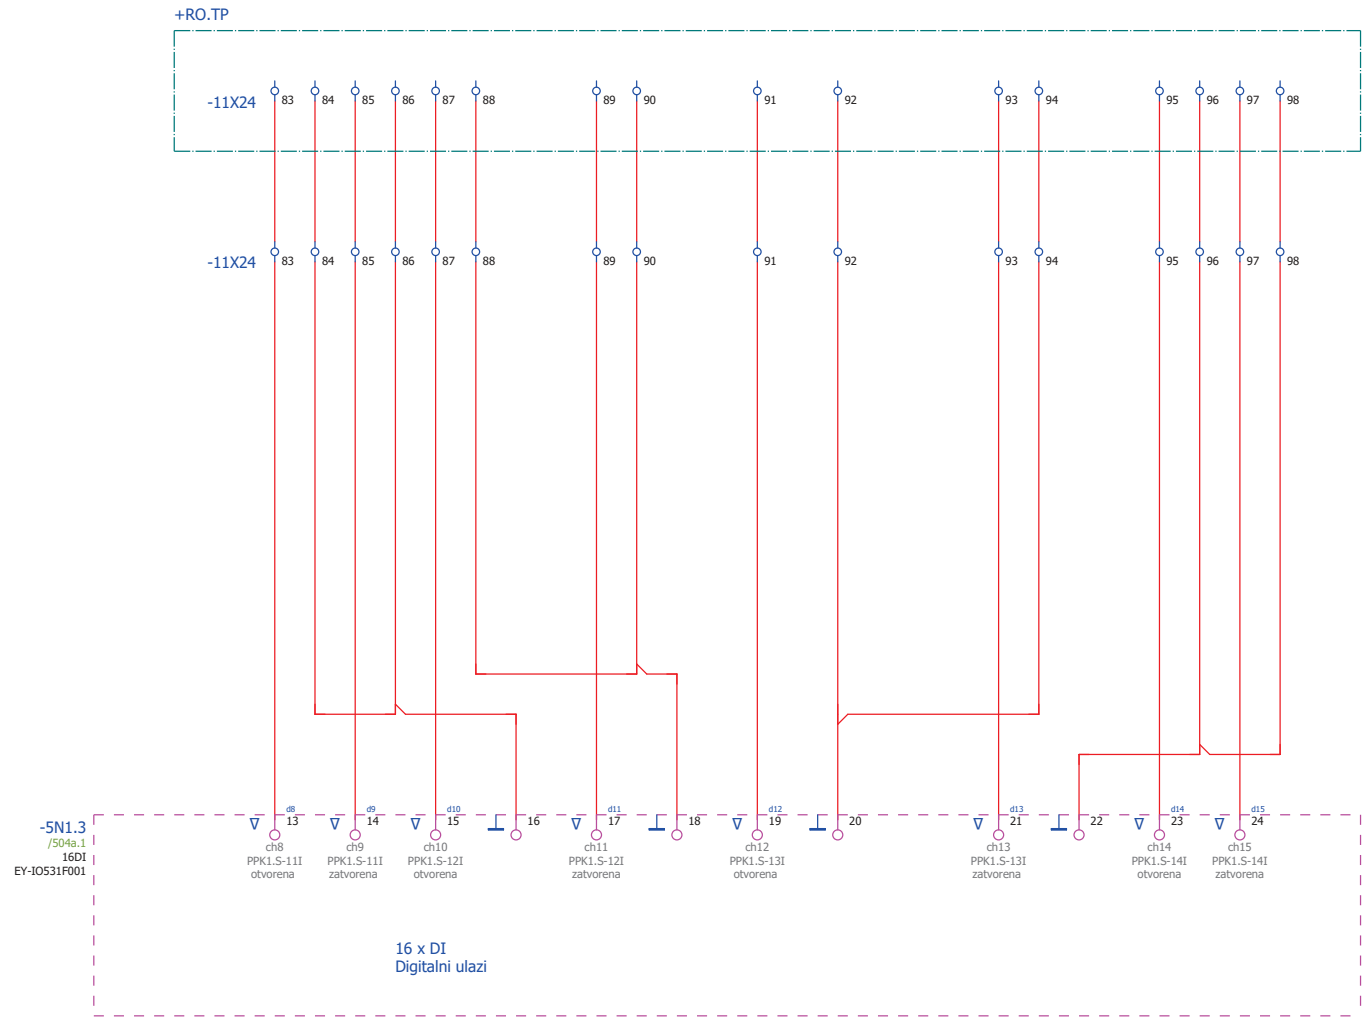 +RO.TP
-11X24 83 84 85 86 87 88 89 90 91 92 93 94 95 96 97 98
-11X24 83 84 85 86 87 88 89 90 91 92 93 94 95 96 97 98
d8 d9 d10 d11 d12 d13 d14 d15
13 14 15 16 17 18 19 20 21 22 23 24
-5N1.3
/504a.1
16DI
EY-IO531F001
ch8 ch9 ch10 ch11 ch12 ch13 ch14 ch15
PPK1.S-11I PPK1.S-11I PPK1.S-12I PPK1.S-12I PPK1.S-13I PPK1.S-13I PPK1.S-14I PPK1.S-14I
otvorena zatvorena otvorena zatvorena otvorena zatvorena otvorena zatvorena
16 x DI
Digitalni ulazi